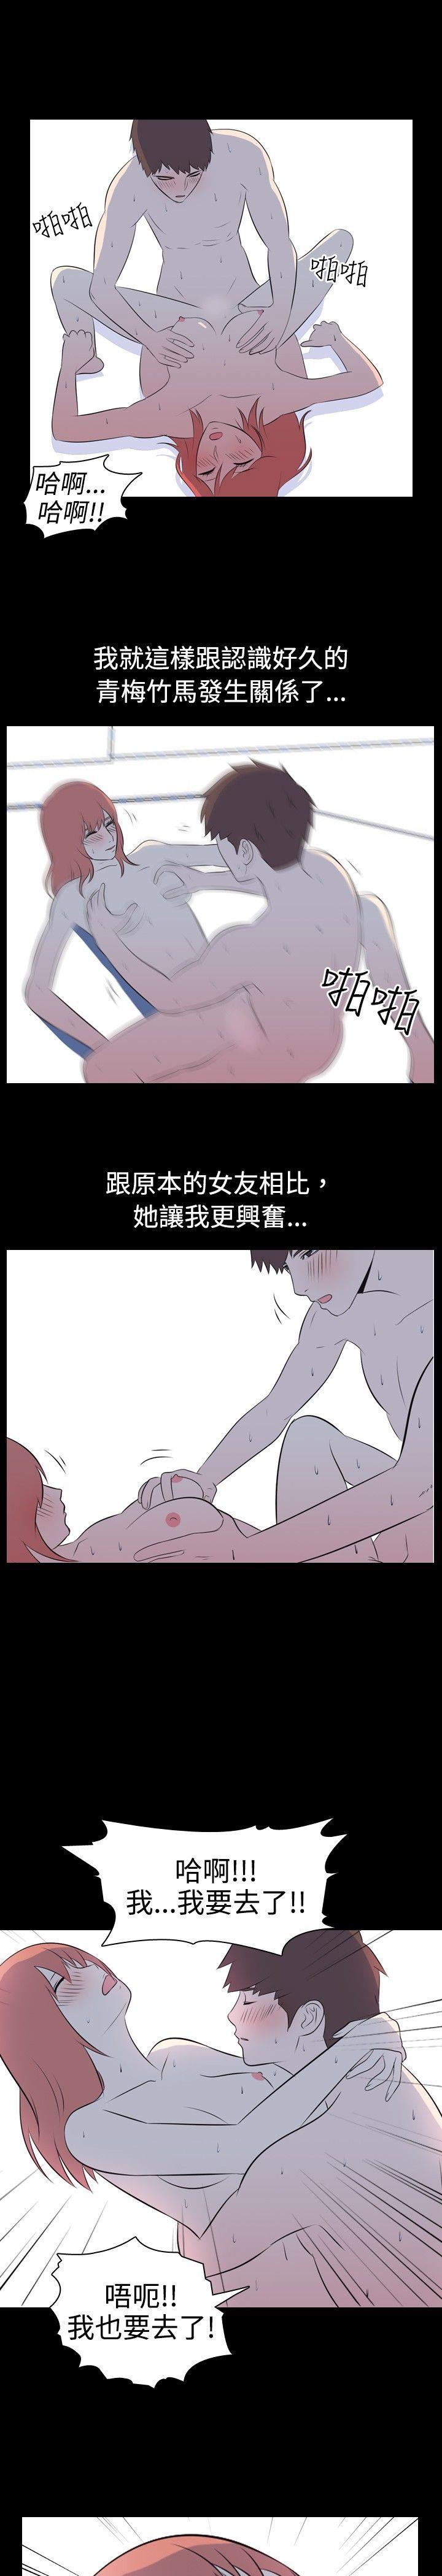 啪啪
啪啪
哈啊...
哈啊!!
我就這樣跟認識好久的
青梅竹馬發生關係了...
啪啪
跟原本的女友相比，
她讓我更興奮...
哈啊!!!
我...我要去了!!
唔呃!!
我也要去了!